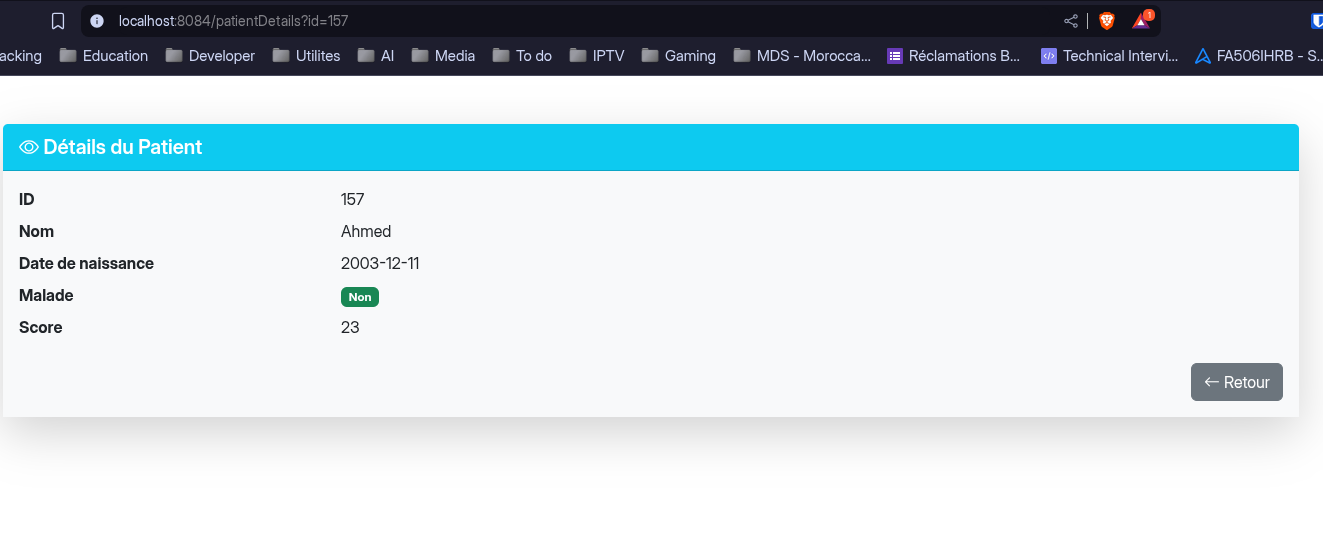 localhost:8084/patientDetails?id=157
1
acking Education Developer Utilites AI Media To do IPTV Gaming MDS - Morocca... Réclamations B... Technical Intervi... FA506IHRB - S...
Détails du Patient
ID 157
Nom Ahmed
Date de naissance 2003-12-11
Malade Non
Score 23
← Retour